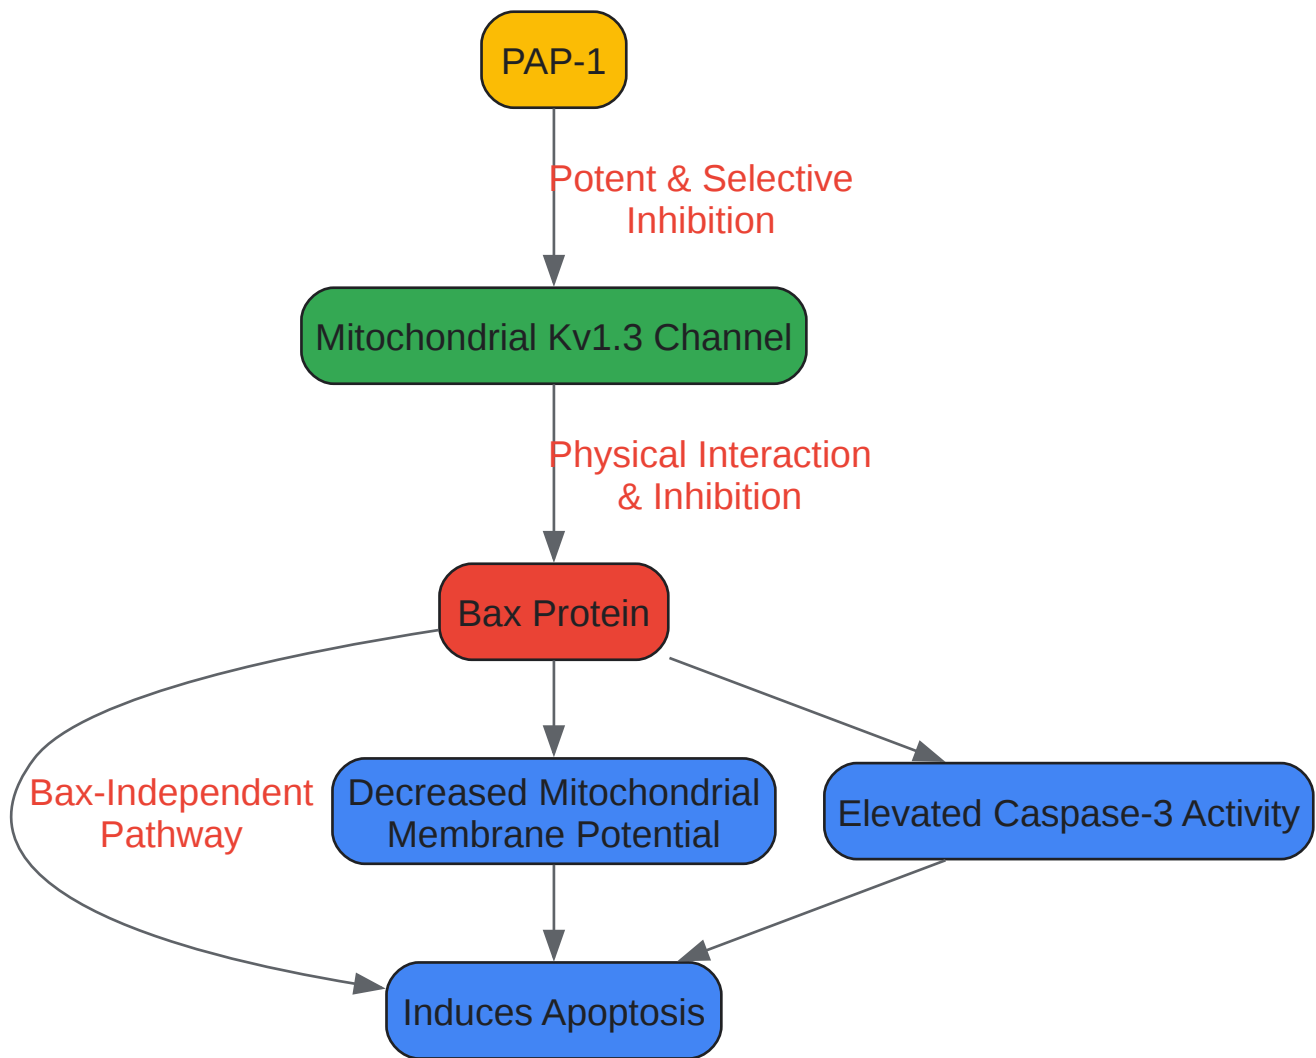 PAP-1
Potent & Selective
Inhibition
Mitochondrial Kv1.3 Channel
Physical Interaction
& Inhibition
Bax Protein
Bax-Independent
Pathway
Decreased Mitochondrial
Membrane Potential
Elevated Caspase-3 Activity
Induces Apoptosis